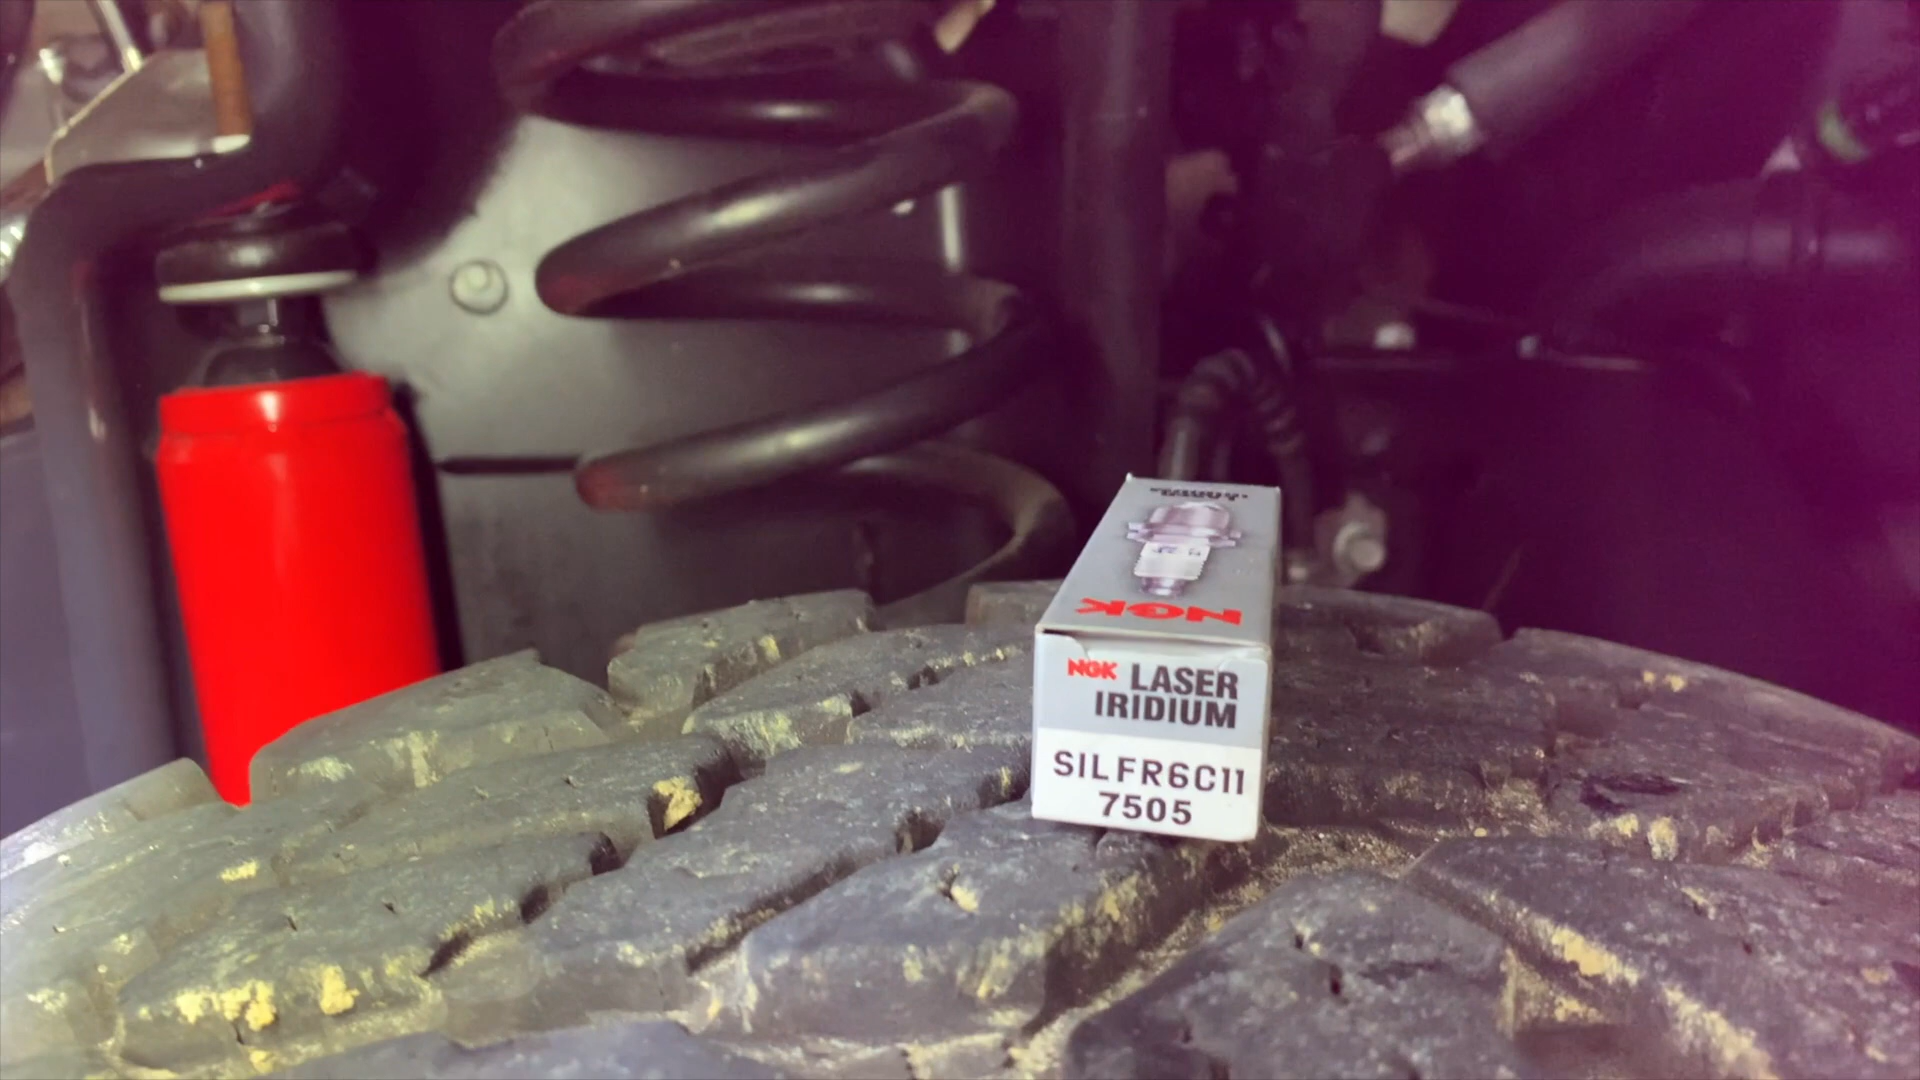 NGK
NGK LASER
IRIDIUM
SILFR6C11
7505